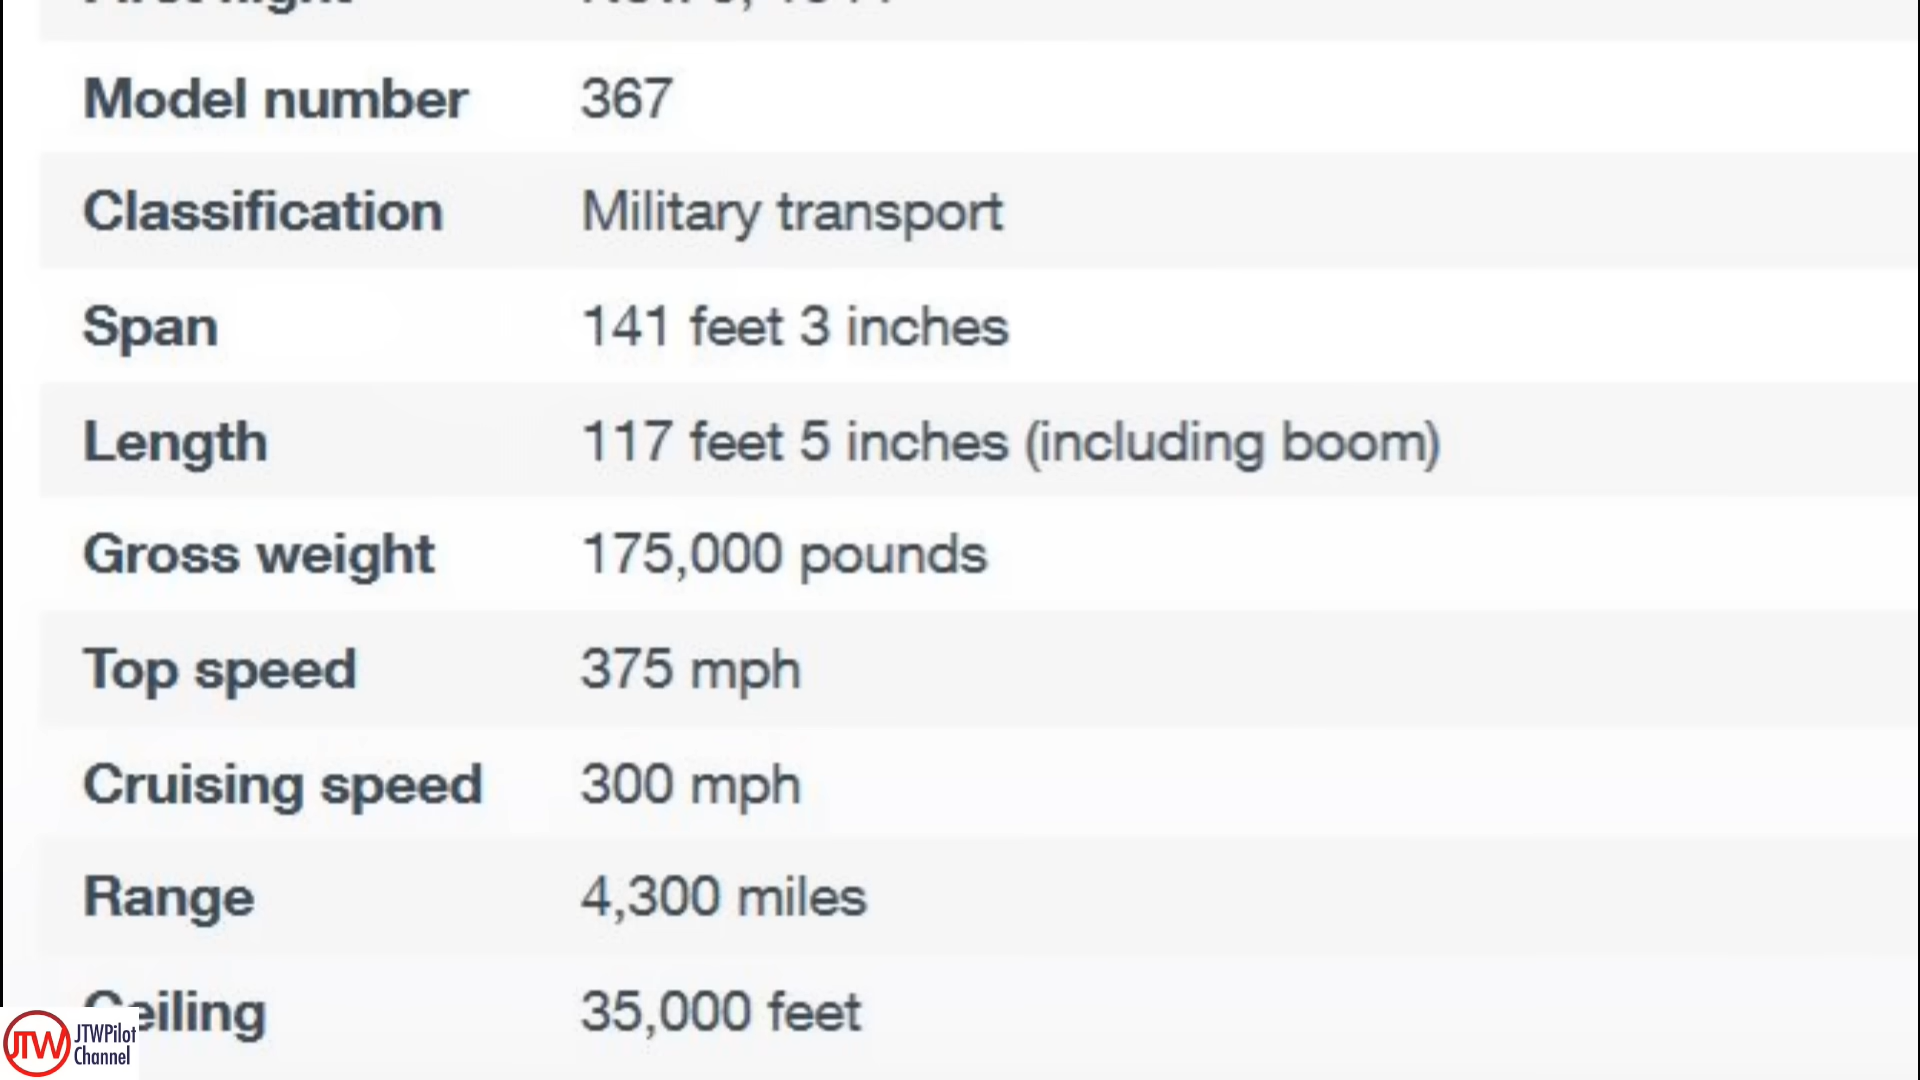 Model number 367
Classification Military transport
Span 141 feet 3 inches
Length 117 feet 5 inches (including boom)
Gross weight 175,000 pounds
Top speed 375 mph
Cruising speed 300 mph
Range 4,300 miles
Ceiling 35,000 feet
JTW JTWPilot
Channel